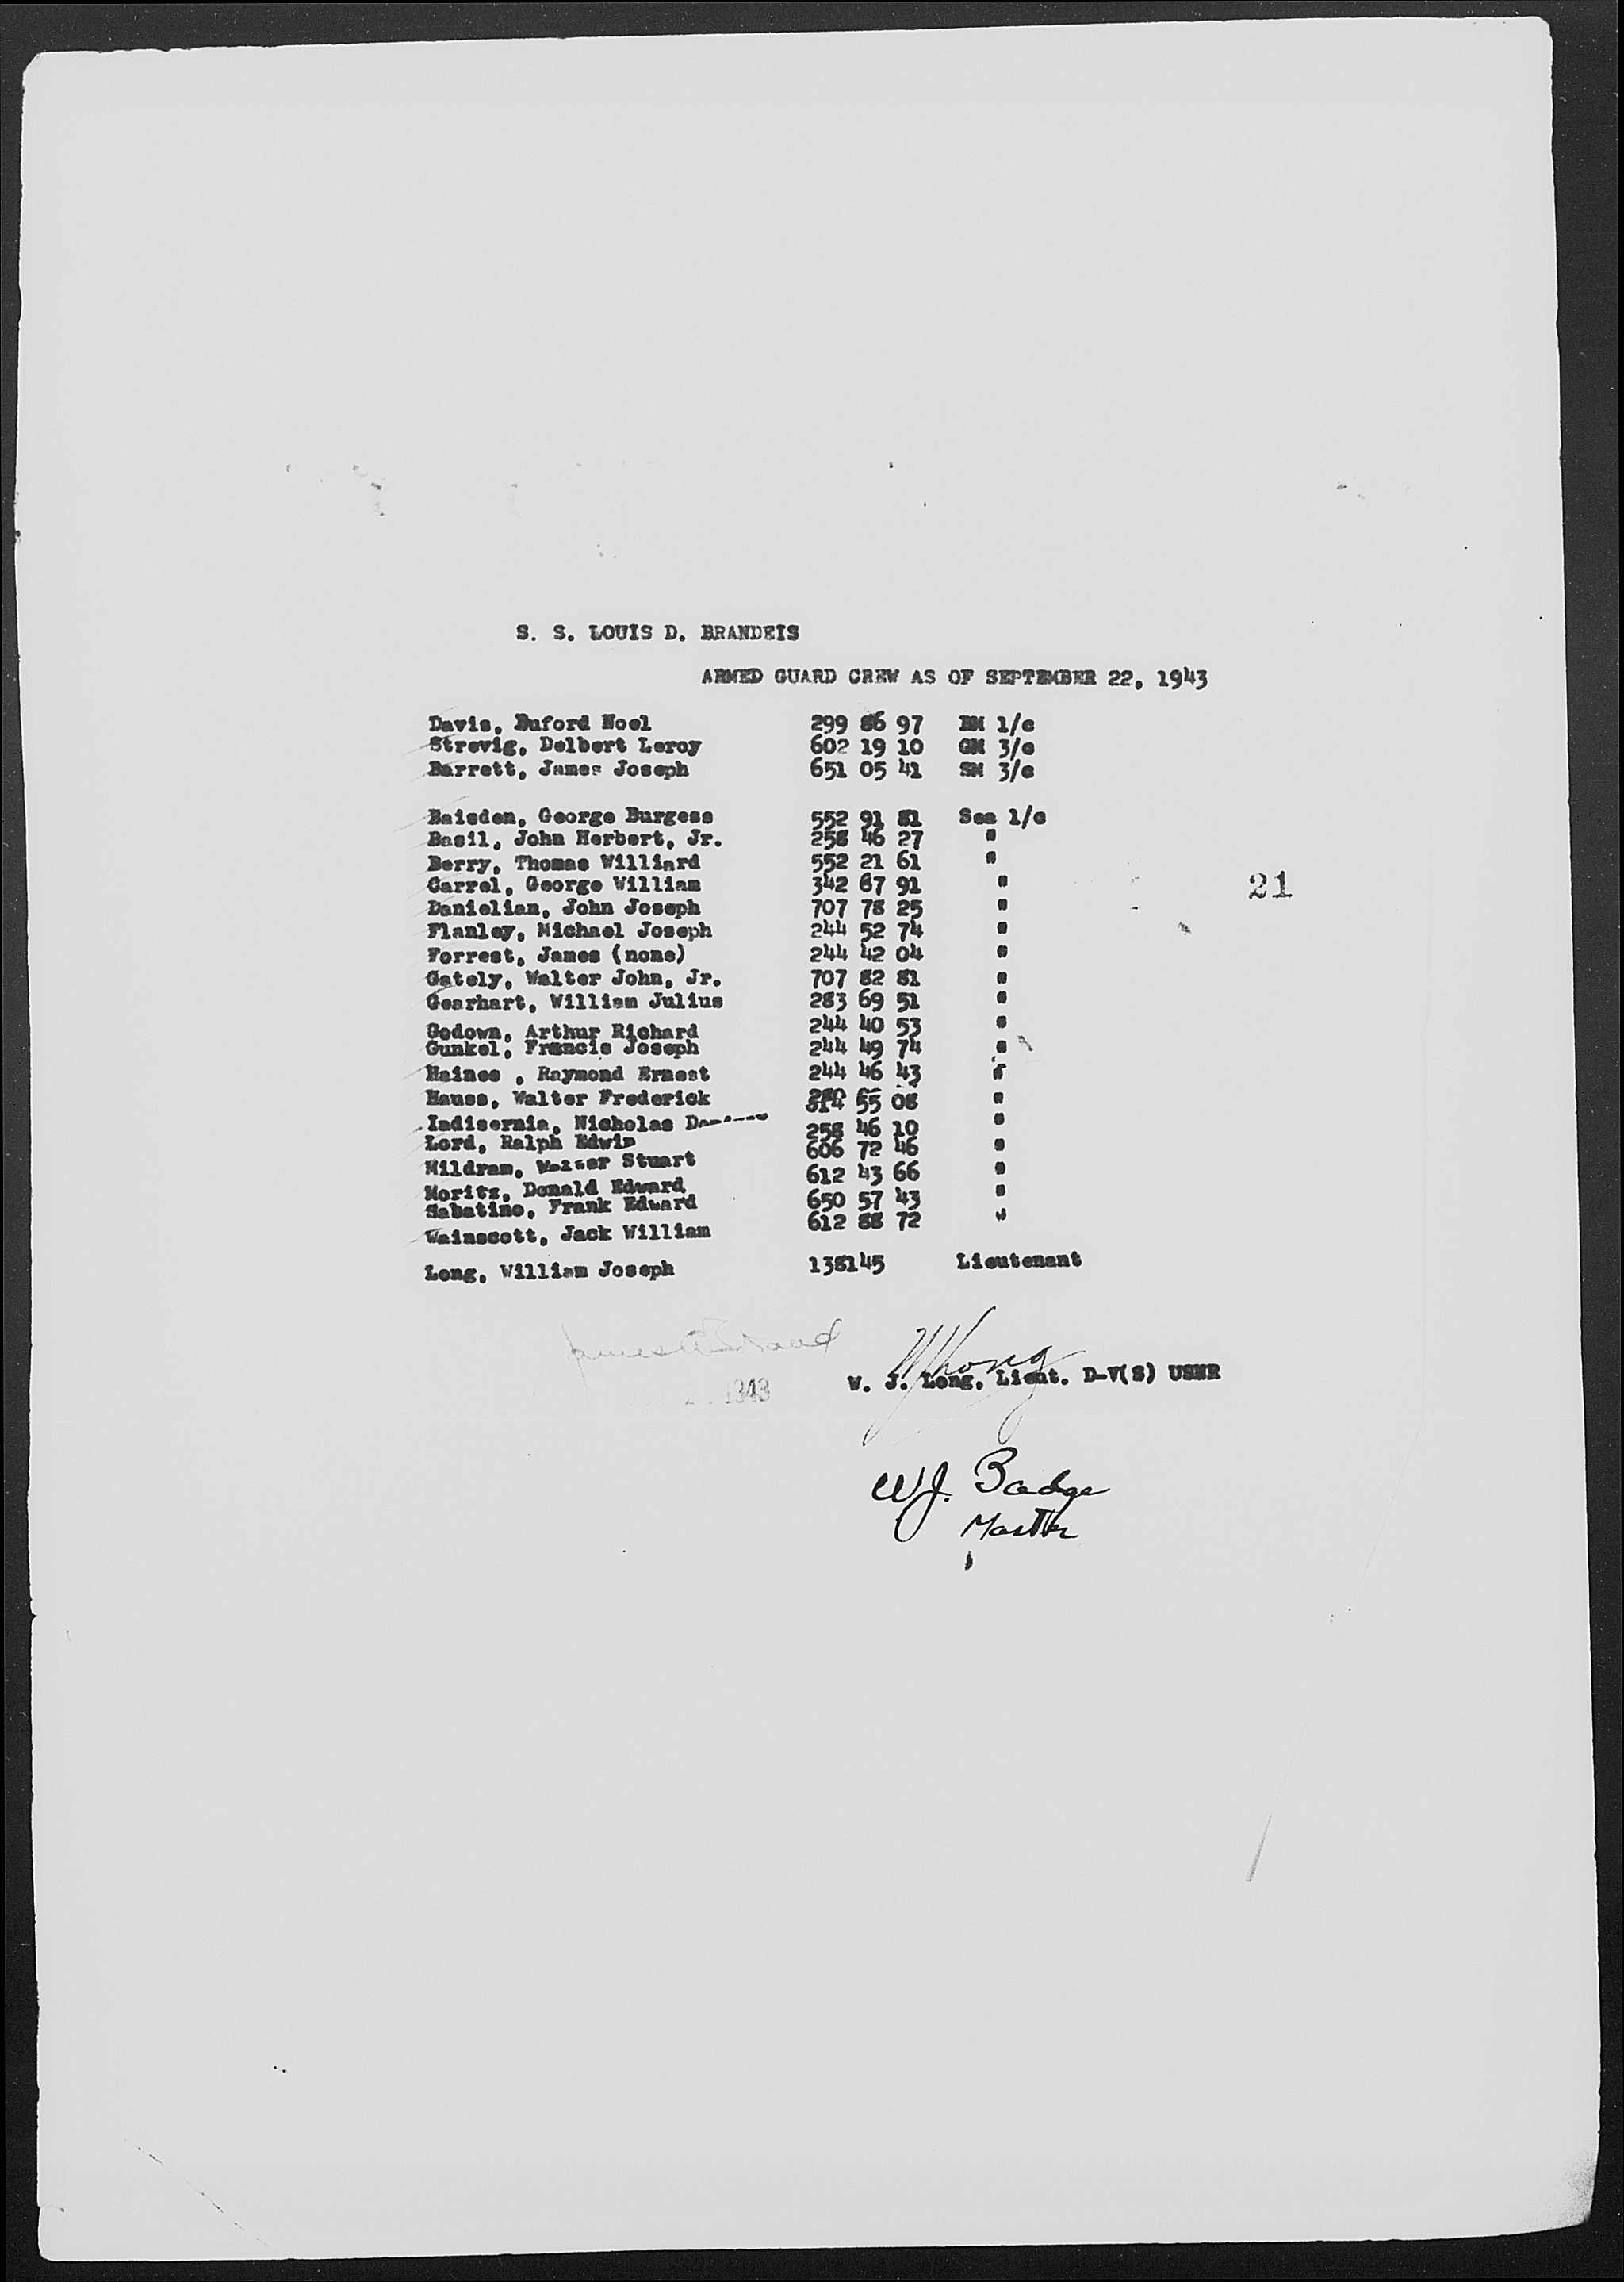 S. S. LOUIS D. BRANDEIS
ARMED GUARD CREW AS OF SEPTEMBER 22, 1943
Davis, Buford Noel 299 86 97 BM 1/c
Strevig, Delbert Leroy 602 19 10 GM 3/c
Barrett, James Joseph 651 05 41 SM 3/c
Baisden, George Burgess 552 91 81 Sea 1/c
Basil, John Herbert, Jr. 258 46 27 "
Berry, Thomas Williard 552 21 61 "
Carrel, George William 342 67 91 "
21
Danielian, John Joseph 707 78 25 "
Flanley, Michael Joseph 244 52 74 "
Forrest, James (none) 244 42 04 "
Gately, Walter John, Jr. 707 82 81 "
Gearhart, William Julius 283 69 51 "
Godown, Arthur Richard 244 40 53 "
Gunkel, Francis Joseph 244 49 74 "
Haines , Raymond Ernest 244 46 43 "
Hauss, Walter Frederick 55 08 "
Indisernia, Nicholas "
Lord, Ralph Edwin 258 46 10 "
Mildram, Walter Stuart 606 72 46 "
Moritz, Donald Edward 612 43 66 "
Sabatino, Frank Edward 650 57 43 "
Wainscott, Jack William 612 88 72 "
Long, William Joseph 138145 Lieutenant
WJLong
W. J. Long, Lieut. D-V(S) USNR
1943
W.J. Badge
Master